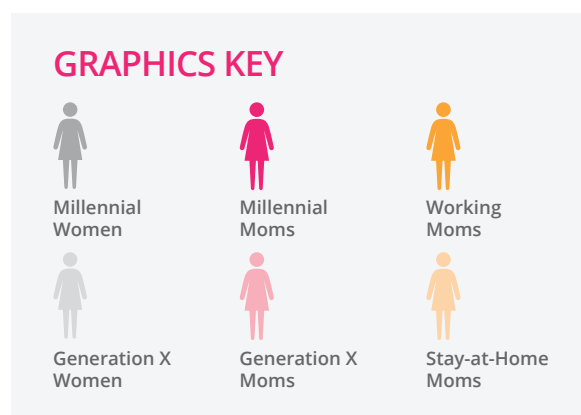 GRAPHICS KEY
Millennial
Women
Millennial
Moms
Working
Moms
Generation X
Women
Generation X
Moms
Stay-at-Home
Moms